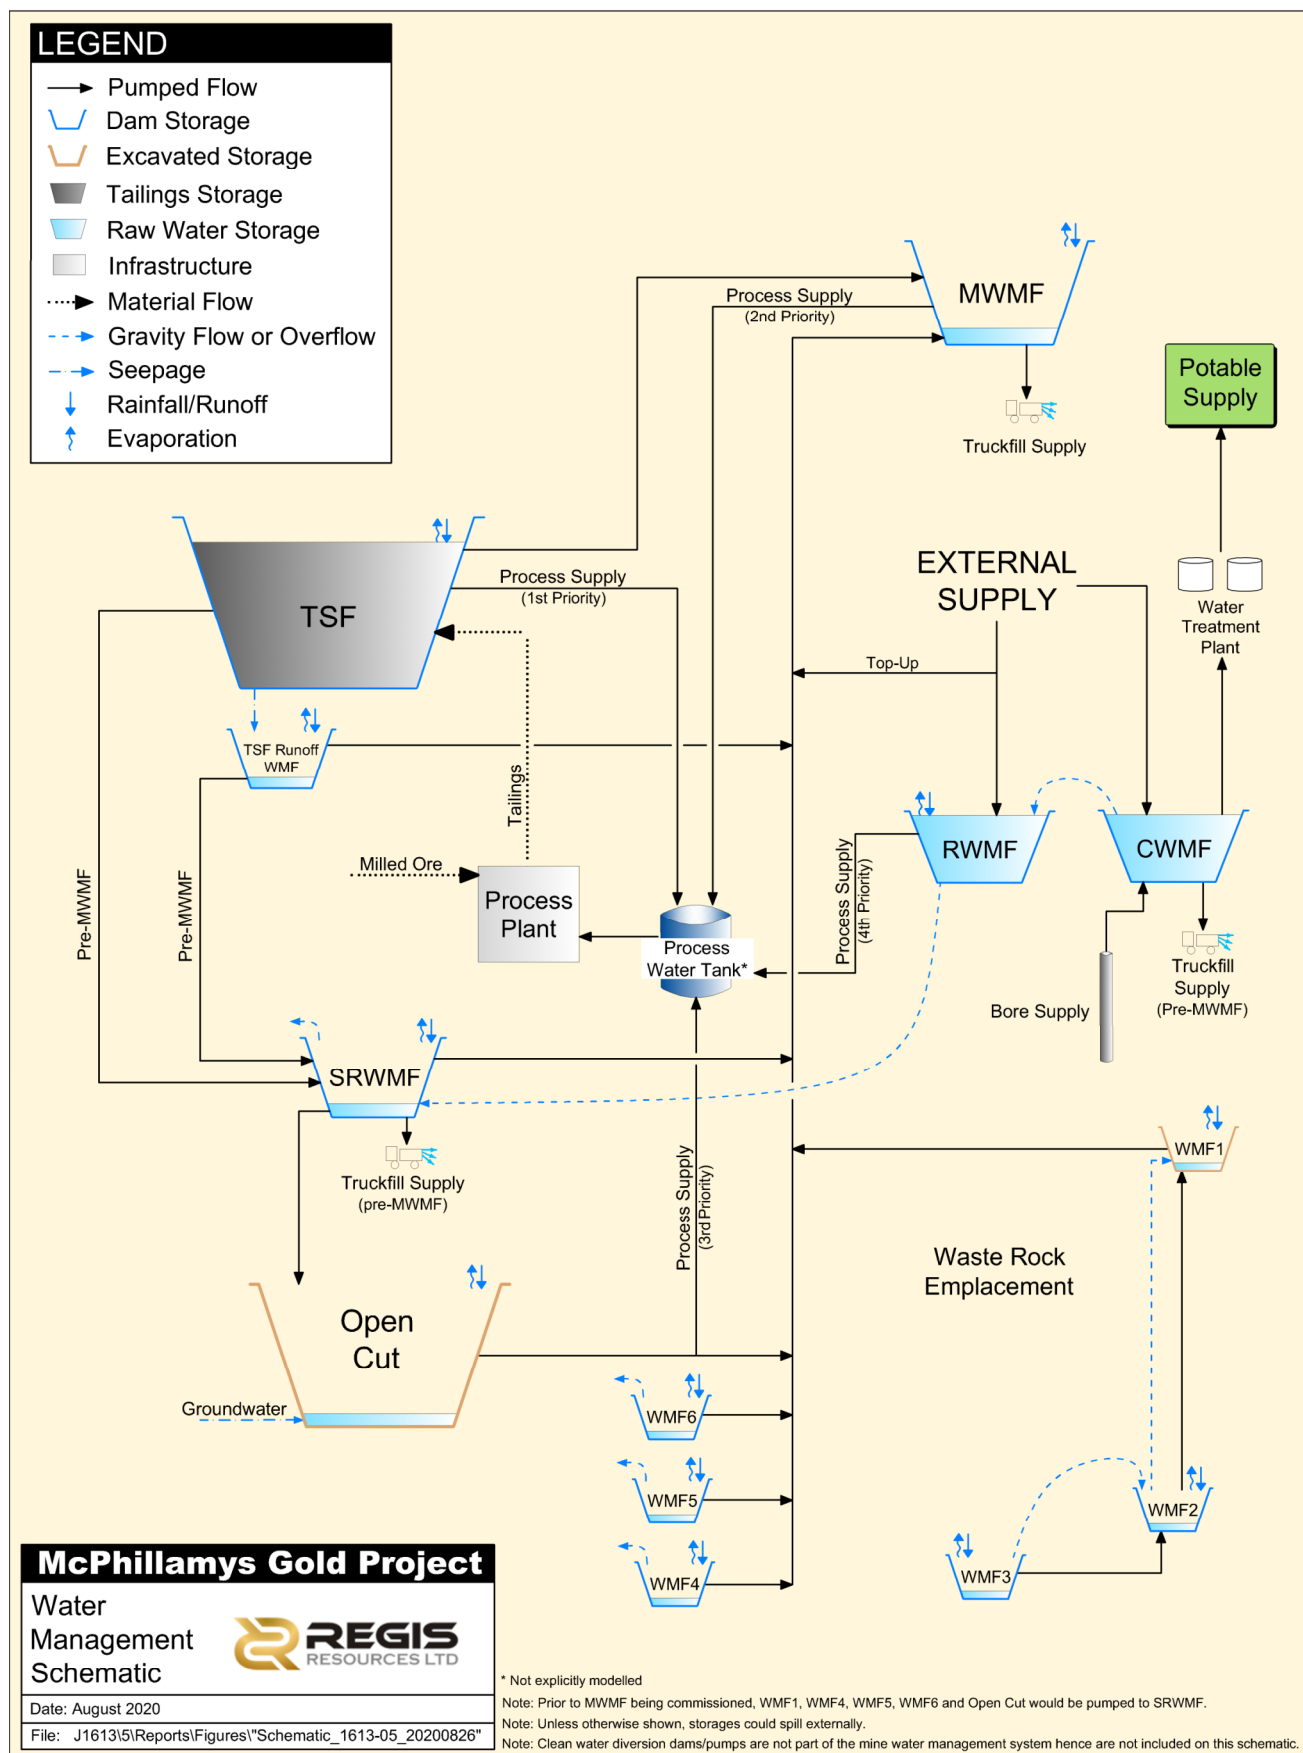 LEGEND
Pumped Flow
Dam Storage
Excavated Storage
Tailings Storage
Raw Water Storage
Infrastructure
Material Flow
Gravity Flow or Overflow
Seepage
Rainfall/Runoff
Evaporation
MWMF
Process Supply
(2nd Priority)
Truckfill Supply
Potable
Supply
TSF
Process Supply
(1st Priority)
EXTERNAL
SUPPLY
Water
Treatment
Plant
Top-Up
TSF Runoff
WMF
Tailings
Milled Ore
Process
Plant
Process
Water Tank*
Process Supply
(4th Priority)
RWMF
CWMF
Pre-MWMF
Pre-MWMF
Bore Supply
Truckfill
Supply
(Pre-MWMF)
SRWMF
Truckfill Supply
(pre-MWMF)
Process Supply
(3rd Priority)
WMF1
Waste Rock
Emplacement
Open
Cut
Groundwater
WMF6
WMF5
WMF4
WMF2
WMF3
McPhillamys Gold Project
Water
Management
Schematic
REGIS
RESOURCES LTD
Date: August 2020
File: J1613\5\Reports\Figures\"Schematic_1613-05_20200826"
* Not explicitly modelled
Note: Prior to MWMF being commissioned, WMF1, WMF4, WMF5, WMF6 and Open Cut would be pumped to SRWMF.
Note: Unless otherwise shown, storages could spill externally.
Note: Clean water diversion dams/pumps are not part of the mine water management system hence are not included on this schematic.